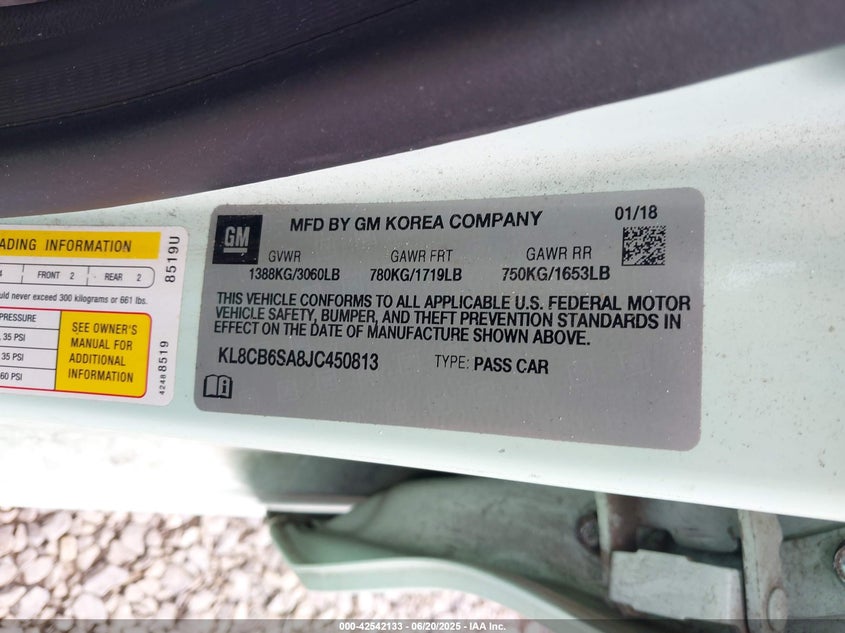 GM
MFD BY GM KOREA COMPANY 01/18
GVWR GAWR FRT GAWR RR
1388KG/3060LB 780KG/1719LB 750KG/1653LB
THIS VEHICLE CONFORMS TO ALL APPLICABLE U.S. FEDERAL MOTOR
VEHICLE SAFETY, BUMPER, AND THEFT PREVENTION STANDARDS IN
EFFECT ON THE DATE OF MANUFACTURE SHOWN ABOVE.
KL8CB6SA8JC450813 TYPE: PASS CAR
ADING INFORMATION
4 FRONT 2 REAR 2
ould never exceed 300 kilograms or 661 lbs.
PRESSURE
, 35 PSI
35 PSI
60 PSI
SEE OWNER'S
MANUAL FOR
ADDITIONAL
INFORMATION
8519U
4248 8519
000-42542133 - 06/20/2025 - IAA Inc.